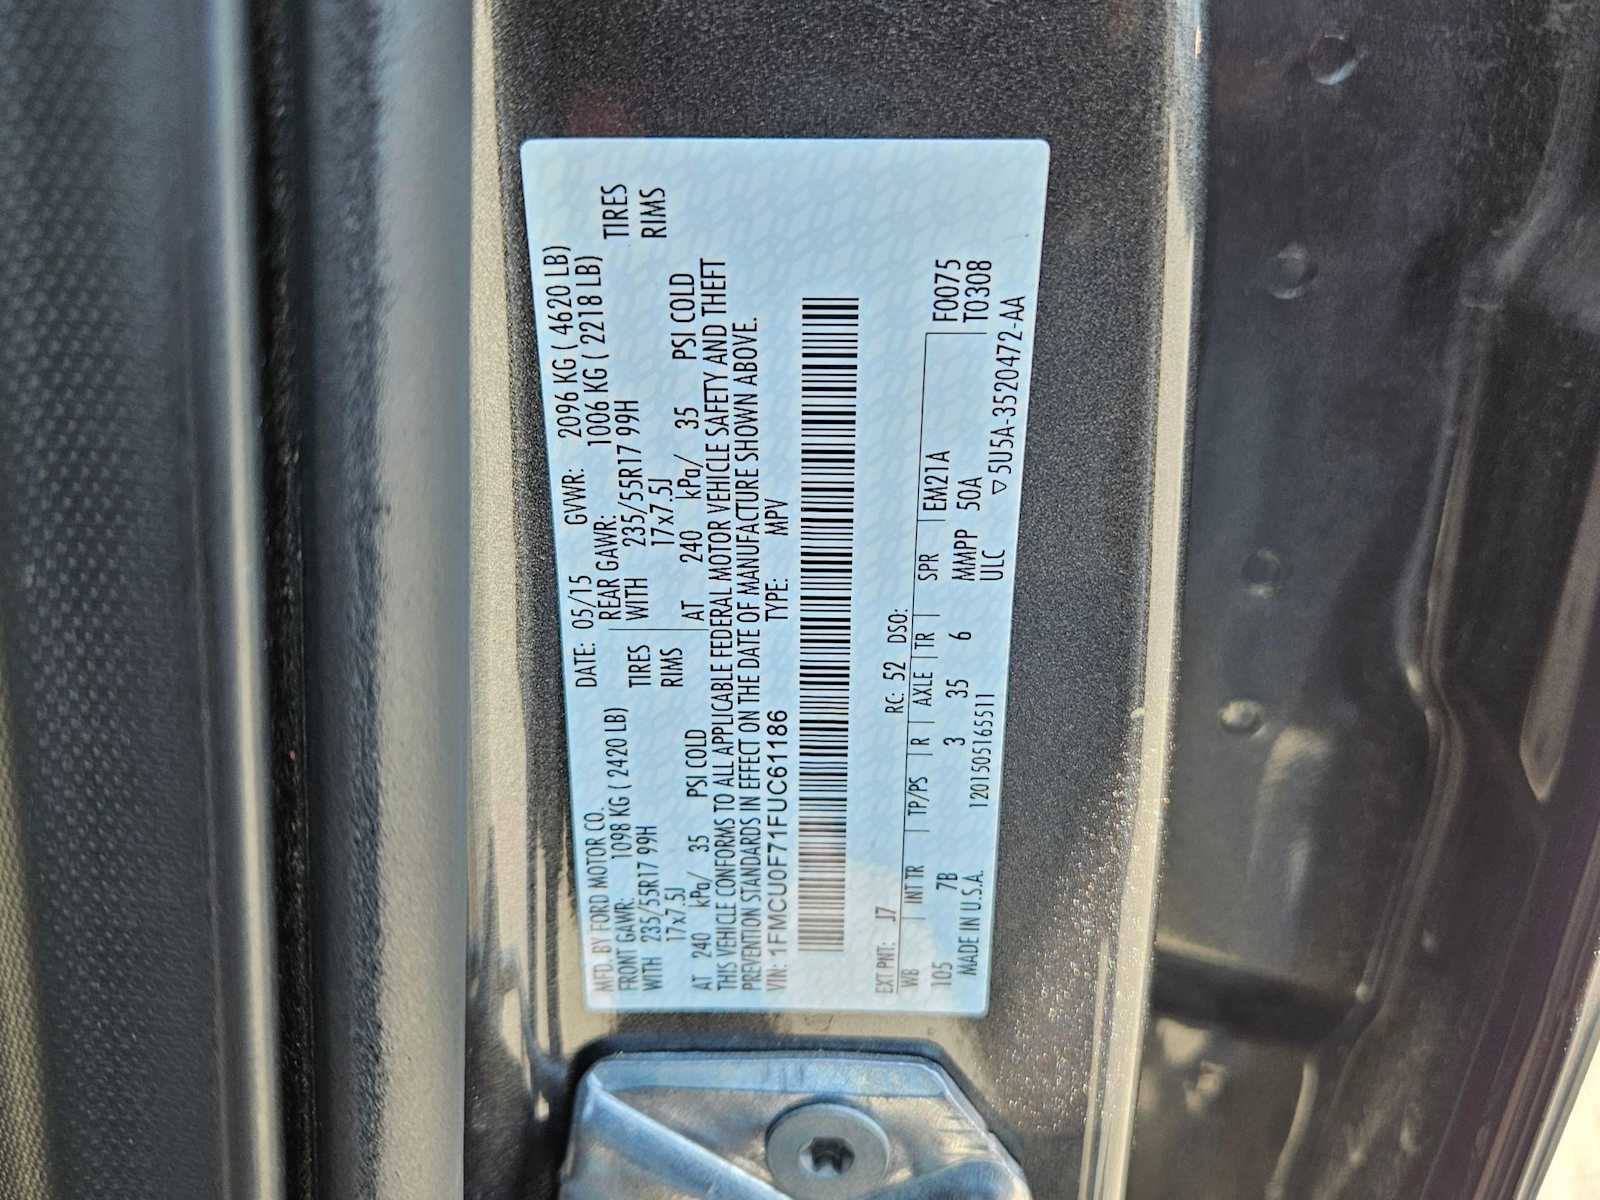 MFD. BY FORD MOTOR CO. DATE: 05/15 GVWR: 2096 KG ( 4620 LB)
FRONT GAWR: 1098 KG ( 2420 LB) REAR GAWR: 1006 KG ( 2218 LB)
WITH 235/55R17 99H TIRES WITH 235/55R17 99H TIRES
17x7.5J RIMS 17x7.5J RIMS
AT 240 kPa/ 35 PSI COLD AT 240 kPa/ 35 PSI COLD
THIS VEHICLE CONFORMS TO ALL APPLICABLE FEDERAL MOTOR VEHICLE SAFETY AND THEFT
PREVENTION STANDARDS IN EFFECT ON THE DATE OF MANUFACTURE SHOWN ABOVE.
VIN: 1FMCU0F71FUC61186 TYPE: MPV
EXT PNT: J7 RC: 52 DSO: F0075
WB INT TR TP/PS R AXLE TR SPR EM21A T0308
105 7B 3 35 6 MMPP 50A
MADE IN U.S.A. 1201505165511 ULC ▽ 5U5A-3520472-AA